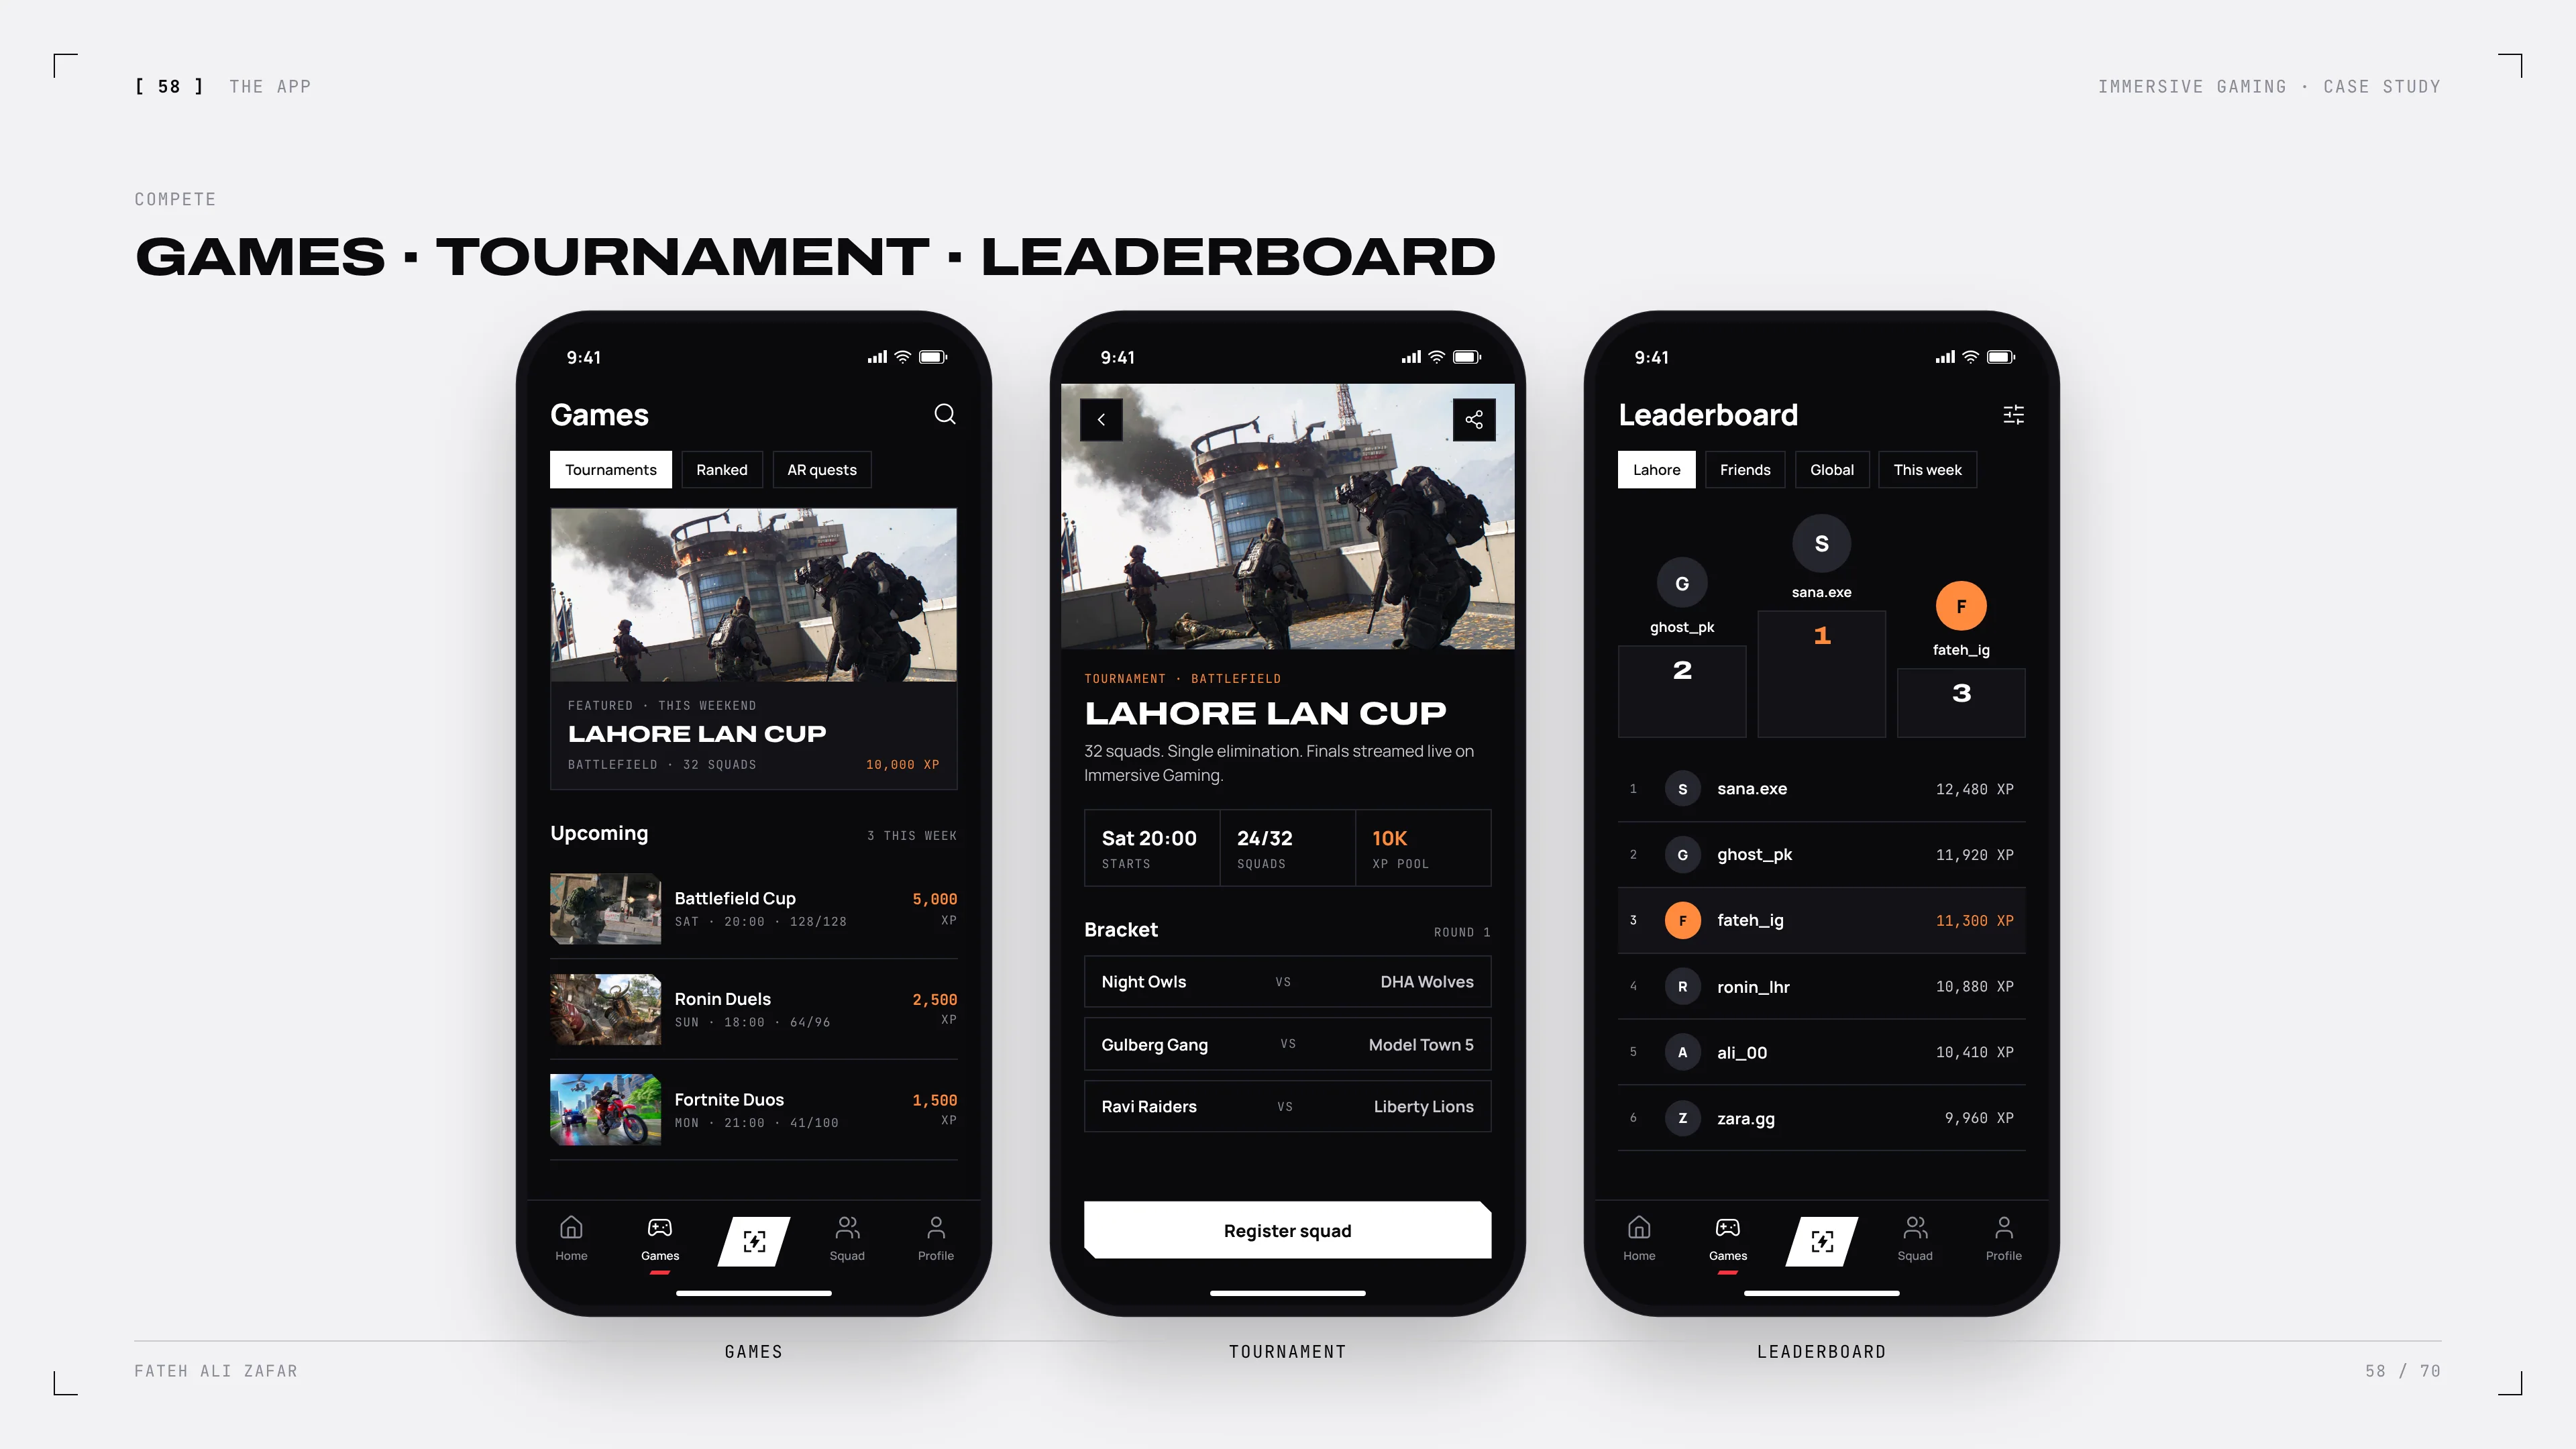 [ 58 ] THE APP
IMMERSIVE GAMING · CASE STUDY
COMPETE
GAMES · TOURNAMENT · LEADERBOARD
9:41
Games
Tournaments Ranked AR quests
FEATURED · THIS WEEKEND
LAHORE LAN CUP
BATTLEFIELD · 32 SQUADS 10,000 XP
Upcoming 3 THIS WEEK
Battlefield Cup 5,000
SAT · 20:00 · 128/128 XP
Ronin Duels 2,500
SUN · 18:00 · 64/96 XP
Fortnite Duos 1,500
MON · 21:00 · 41/100 XP
Home Games Squad Profile
GAMES
9:41
TOURNAMENT · BATTLEFIELD
LAHORE LAN CUP
32 squads. Single elimination. Finals streamed live on
Immersive Gaming.
Sat 20:00 24/32 10K
STARTS SQUADS XP POOL
Bracket ROUND 1
Night Owls VS DHA Wolves
Gulberg Gang VS Model Town 5
Ravi Raiders VS Liberty Lions
Register squad
TOURNAMENT
9:41
Leaderboard
Lahore Friends Global This week
S
sana.exe
1
G
ghost_pk
2
F
fateh_ig
3
1 S sana.exe 12,480 XP
2 G ghost_pk 11,920 XP
3 F fateh_ig 11,300 XP
4 R ronin_lhr 10,880 XP
5 A ali_00 10,410 XP
6 Z zara.gg 9,960 XP
Home Games Squad Profile
LEADERBOARD
FATEH ALI ZAFAR
58 / 70